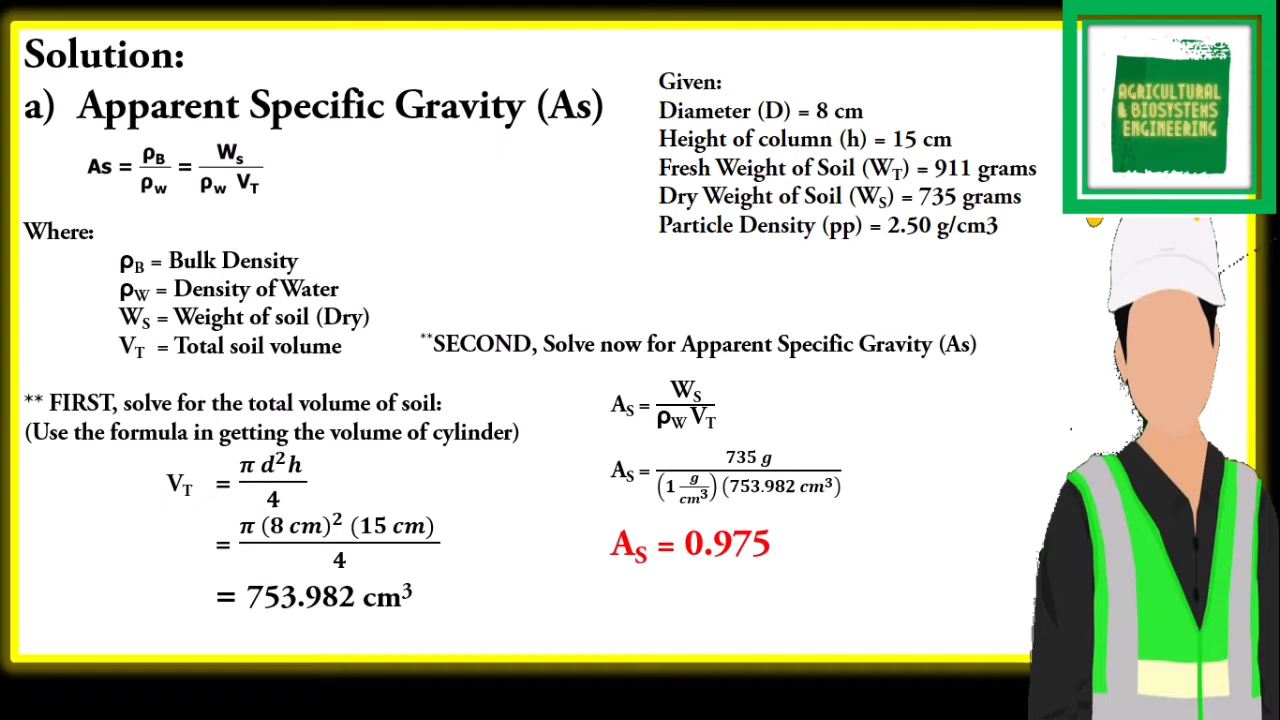 Solution:
a) Apparent Specific Gravity (As)
As = ρB/ρw = Ws/(ρw VT)
Where:
ρB = Bulk Density
ρW = Density of Water
WS = Weight of soil (Dry)
VT = Total soil volume
** FIRST, solve for the total volume of soil:
(Use the formula in getting the volume of cylinder)
VT = π d²h/4
= π (8 cm)² (15 cm)/4
= 753.982 cm³
Given:
Diameter (D) = 8 cm
Height of column (h) = 15 cm
Fresh Weight of Soil (WT) = 911 grams
Dry Weight of Soil (WS) = 735 grams
Particle Density (pp) = 2.50 g/cm3
**SECOND, Solve now for Apparent Specific Gravity (As)
AS = WS/(ρW VT)
AS = 735 g/((1 g/cm³) (753.982 cm³))
AS = 0.975
AGRICULTURAL
& BIOSYSTEMS
ENGINEERING